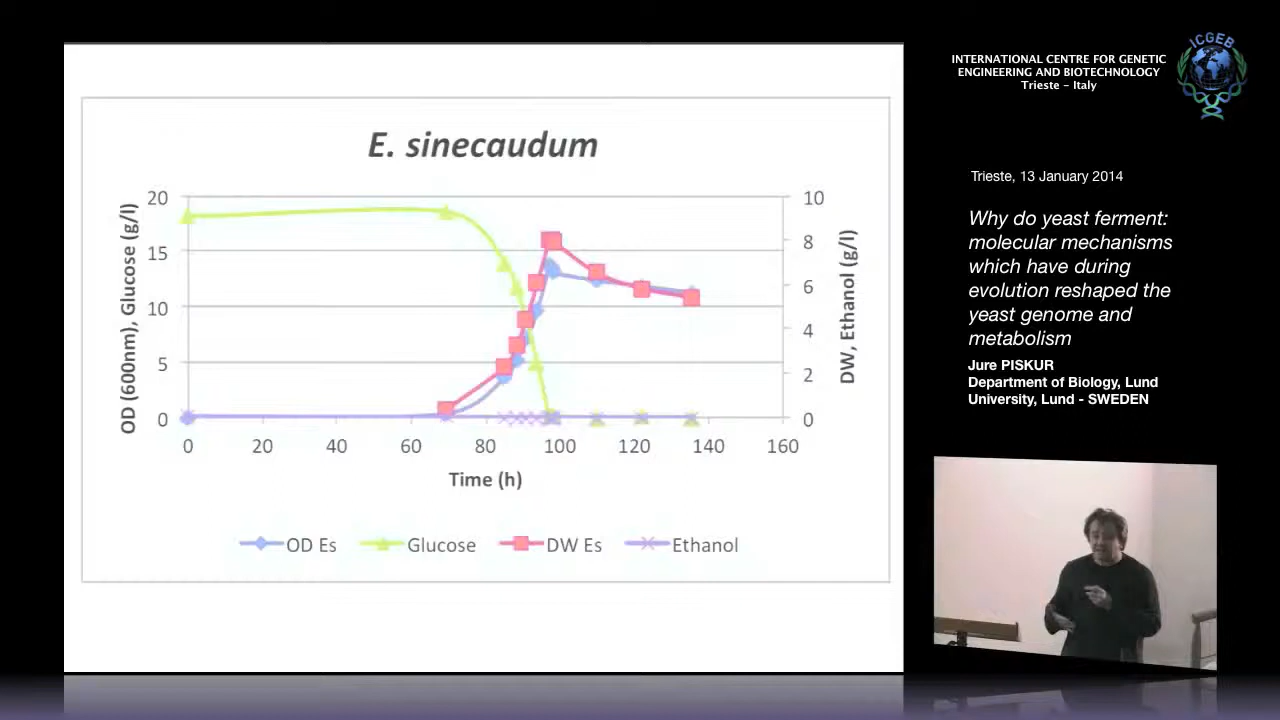 E. sinecaudum
OD (600nm), Glucose (g/l)
20
15
10
5
0
10
8
6
4
2
0
DW, Ethanol (g/l)
0 20 40 60 80 100 120 140 160
Time (h)
OD Es Glucose DW Es Ethanol
INTERNATIONAL CENTRE FOR GENETIC
ENGINEERING AND BIOTECHNOLOGY
Trieste – Italy
ICGEB
Trieste, 13 January 2014
Why do yeast ferment:
molecular mechanisms
which have during
evolution reshaped the
yeast genome and
metabolism
Jure PISKUR
Department of Biology, Lund
University, Lund - SWEDEN